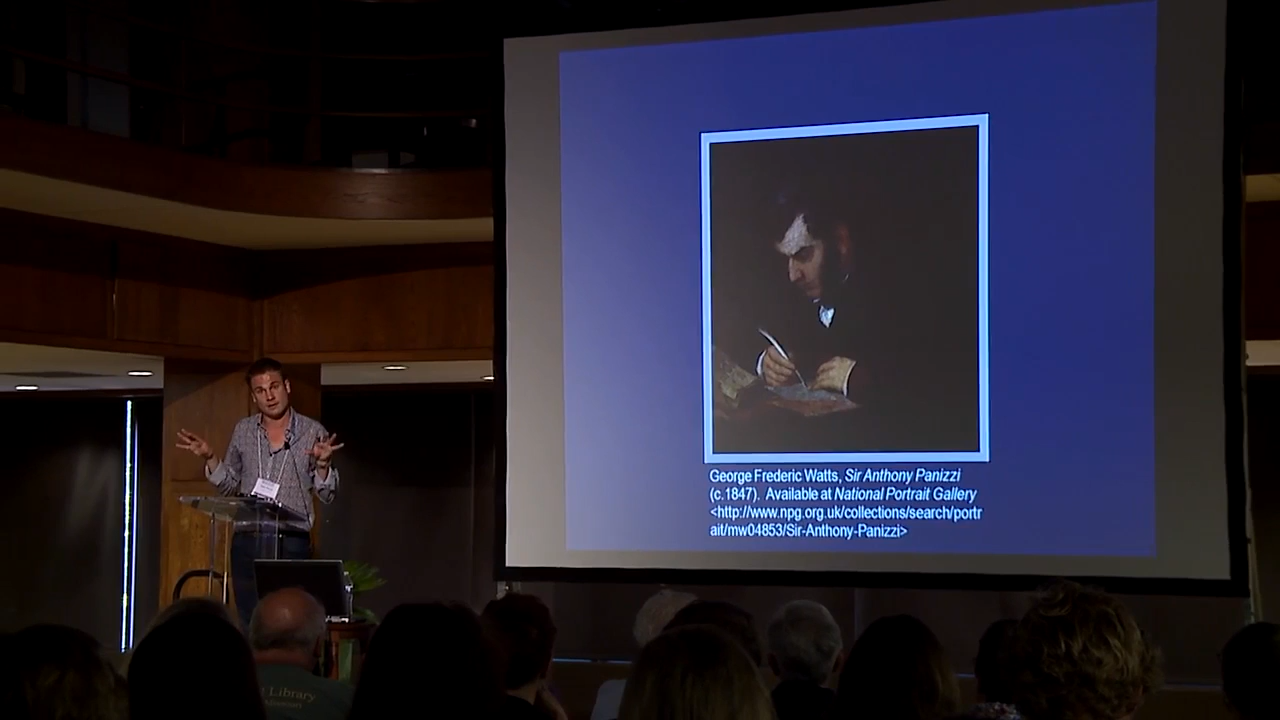 George Frederic Watts, Sir Anthony Panizzi
(c.1847). Available at National Portrait Gallery
<http://www.npg.org.uk/collections/search/portr
ait/mw04853/Sir-Anthony-Panizzi>
Library